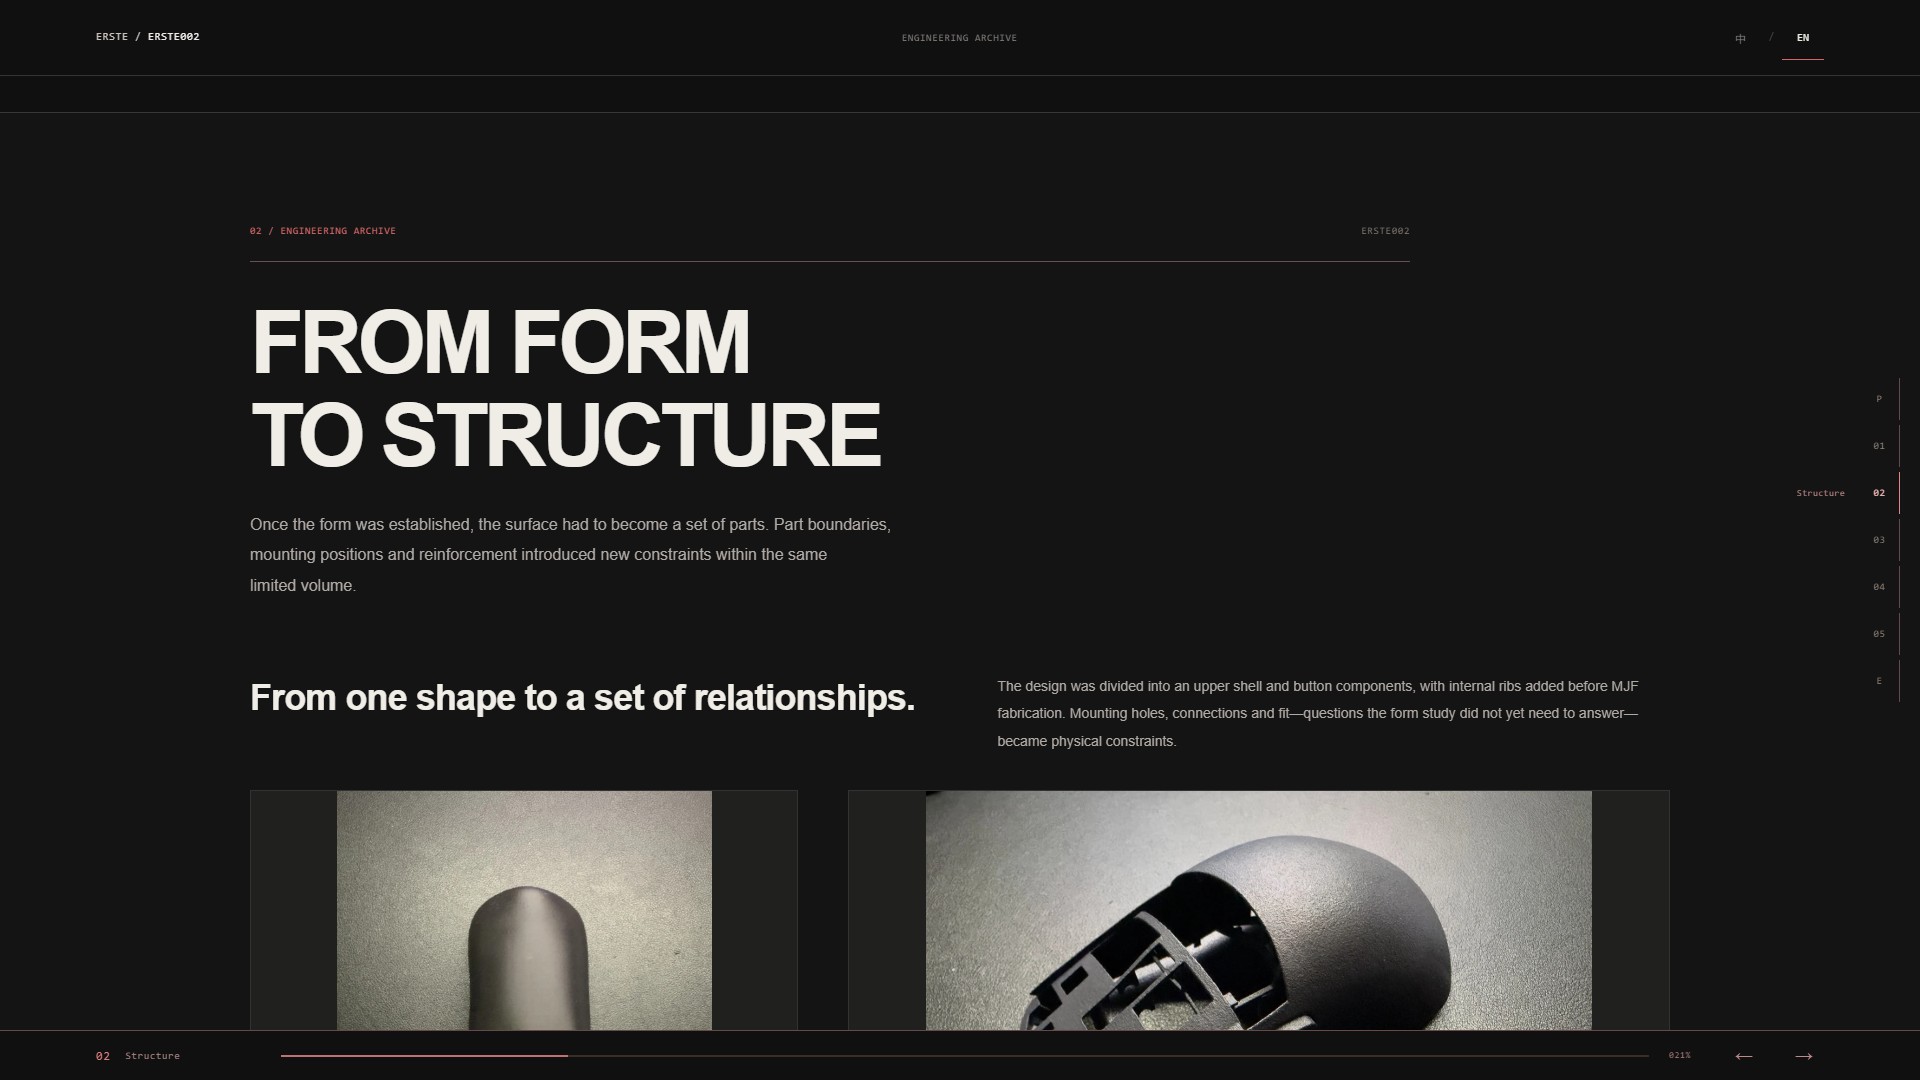 ERSTE / ERSTE002
ENGINEERING ARCHIVE
中 / EN
02 / ENGINEERING ARCHIVE
ERSTE002
FROM FORM
TO STRUCTURE
Once the form was established, the surface had to become a set of parts. Part boundaries,
mounting positions and reinforcement introduced new constraints within the same
limited volume.
From one shape to a set of relationships.
The design was divided into an upper shell and button components, with internal ribs added before MJF
fabrication. Mounting holes, connections and fit—questions the form study did not yet need to answer—
became physical constraints.
P
01
Structure 02
03
04
05
E
02 Structure
021%
← →